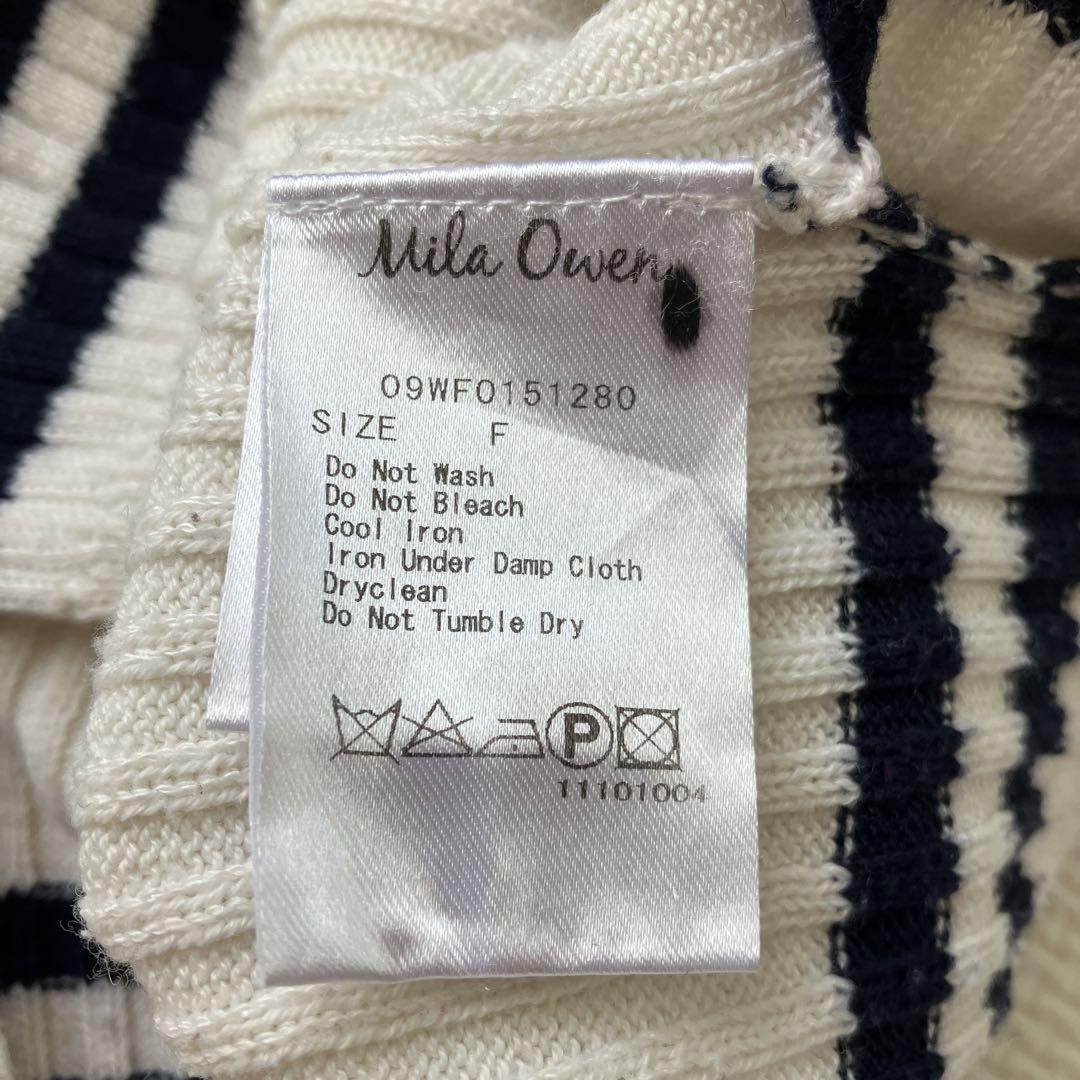 Mila Owen
09WF0151280
SIZE F
Do Not Wash
Do Not Bleach
Cool Iron
Iron Under Damp Cloth
Dryclean
Do Not Tumble Dry
P
11101004